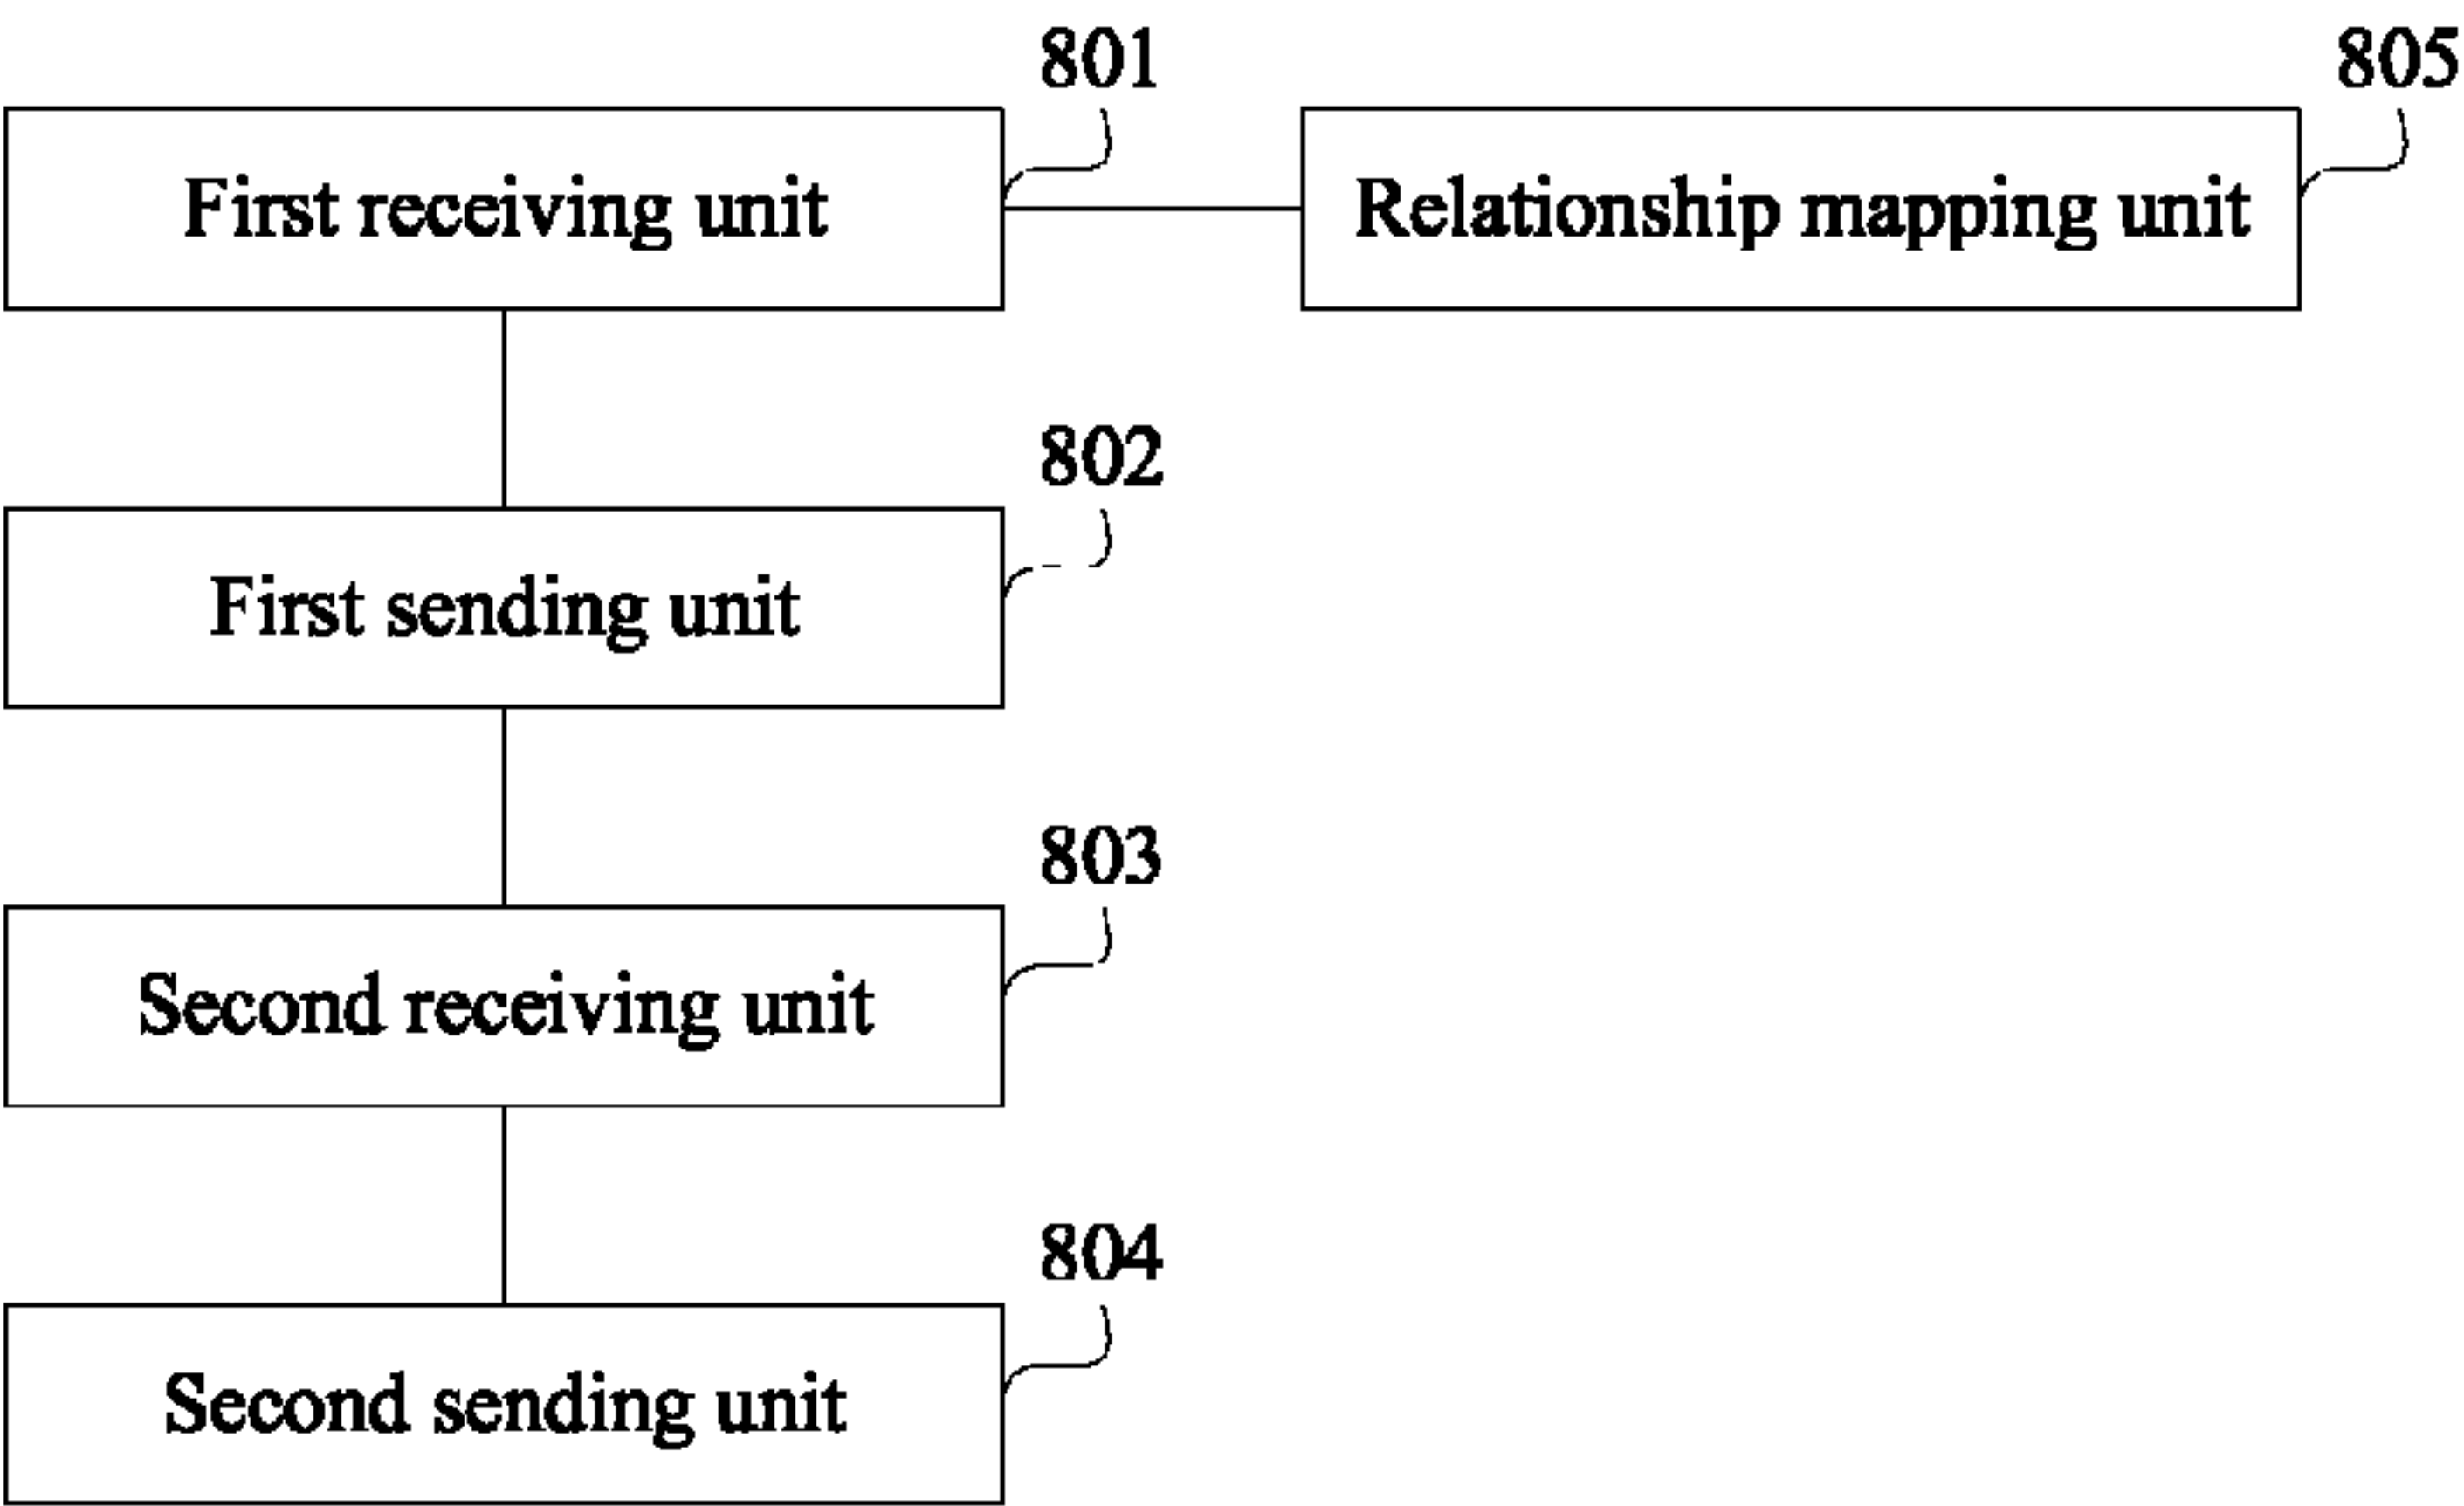 801
805
First receiving unit
Relationship mapping unit
802
First sending unit
803
Second receiving unit
804
Second sending unit